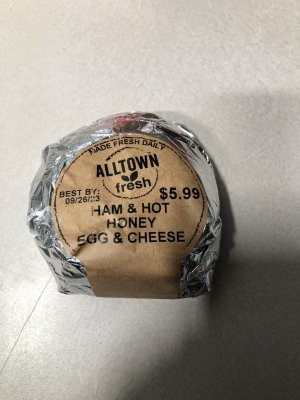 MADE FRESH DAILY
ALLTOWN
fresh
BEST BY:
09/26/23
$5.99
HAM & HOT
HONEY
EGG & CHEESE